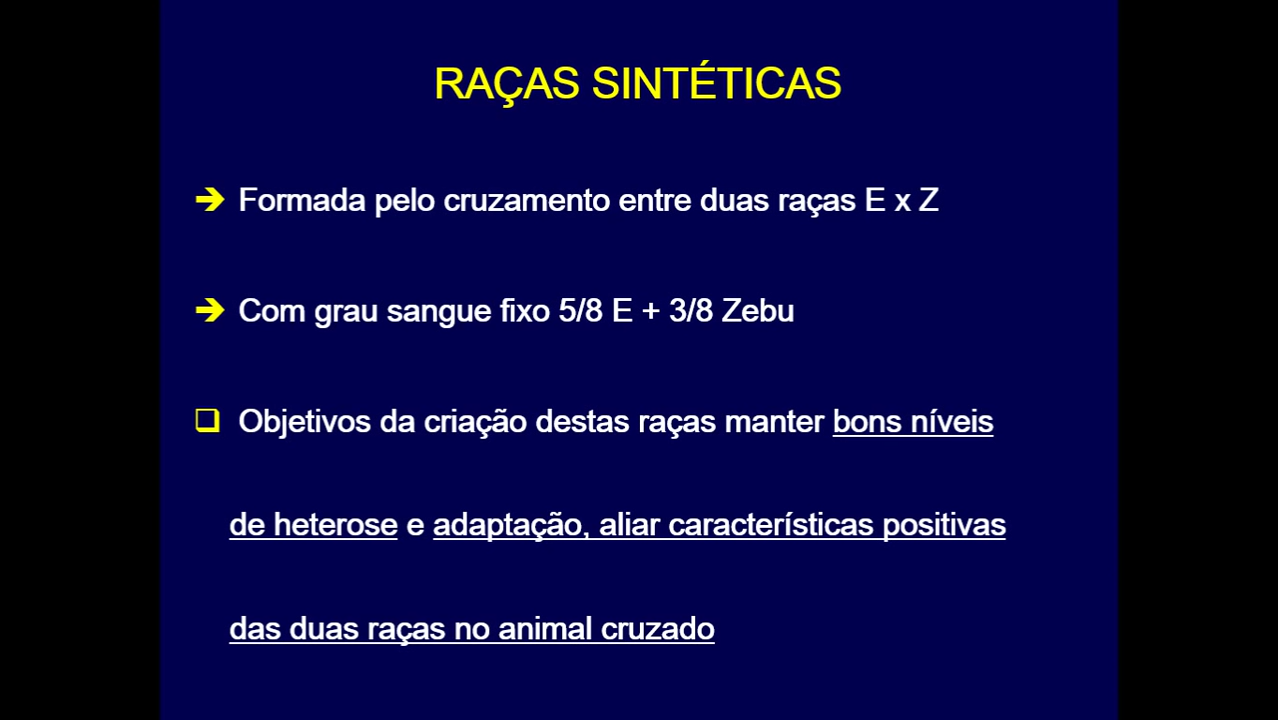 RAÇAS SINTÉTICAS
➔ Formada pelo cruzamento entre duas raças E x Z
➔ Com grau sangue fixo 5/8 E + 3/8 Zebu
❑ Objetivos da criação destas raças manter bons níveis
de heterose e adaptação, aliar características positivas
das duas raças no animal cruzado